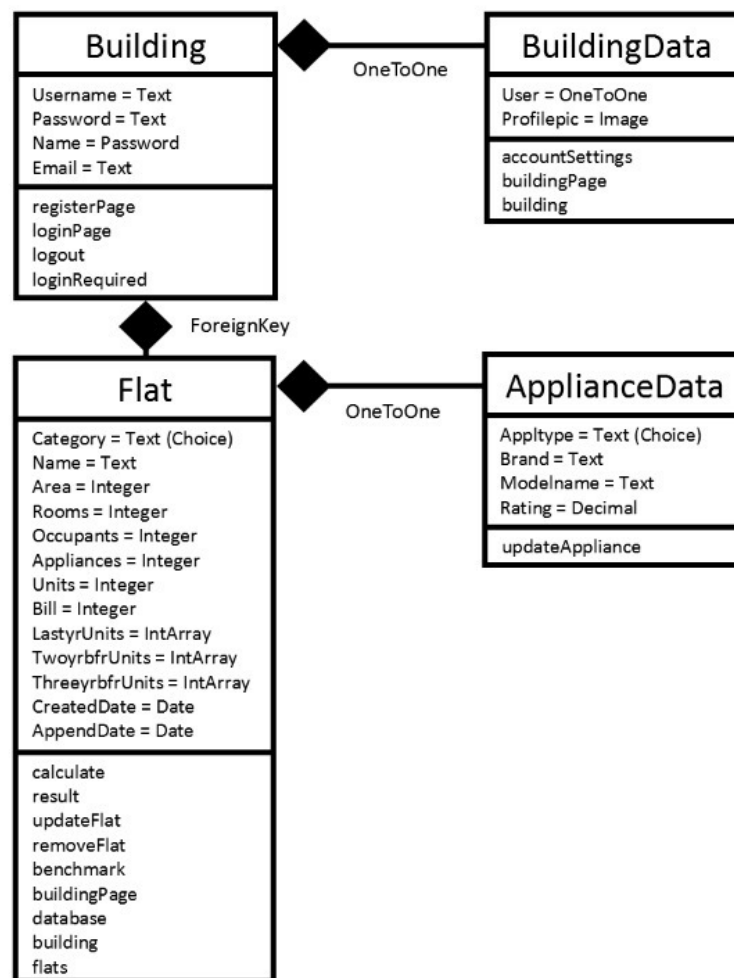 Building
Username = Text
Password = Text
Name = Password
Email = Text
registerPage
loginPage
logout
loginRequired
OneToOne
BuildingData
User = OneToOne
Profilepic = Image
accountSettings
buildingPage
building
ForeignKey
Flat
Category = Text (Choice)
Name = Text
Area = Integer
Rooms = Integer
Occupants = Integer
Appliances = Integer
Units = Integer
Bill = Integer
LastyrUnits = IntArray
TwoyrbfrUnits = IntArray
ThreeyrbfrUnits = IntArray
CreatedDate = Date
AppendDate = Date
calculate
result
updateFlat
removeFlat
benchmark
buildingPage
database
building
flats
OneToOne
ApplianceData
Appltype = Text (Choice)
Brand = Text
Modelname = Text
Rating = Decimal
updateAppliance